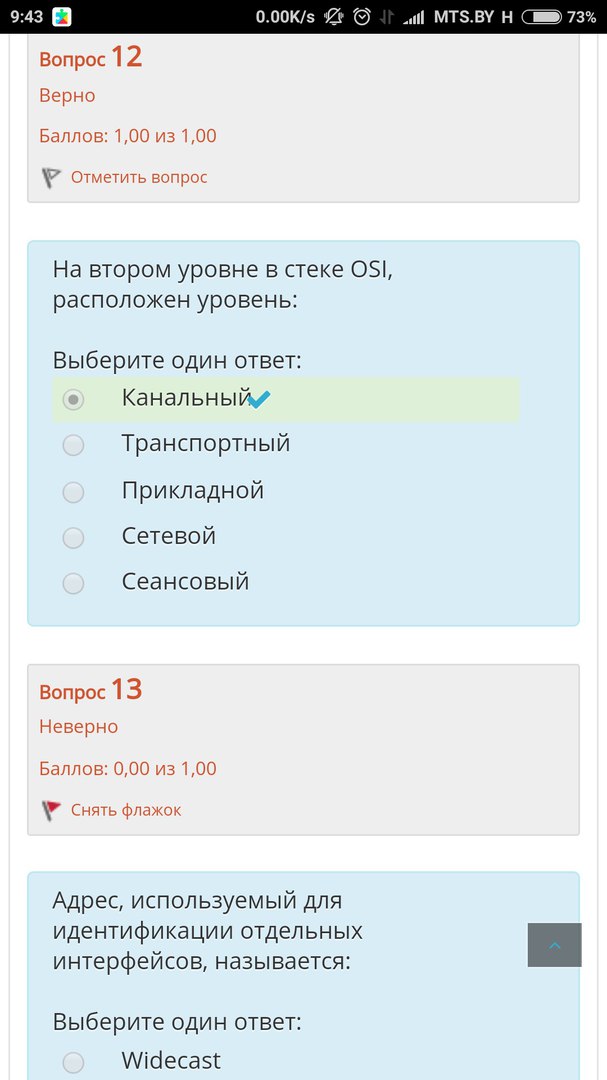 9:43 0.00K/s MTS.BY H 73%
Вопрос 12
Верно
Баллов: 1,00 из 1,00
Отметить вопрос
На втором уровне в стеке OSI,
расположен уровень:
Выберите один ответ:
Канальный
Транспортный
Прикладной
Сетевой
Сеансовый
Вопрос 13
Неверно
Баллов: 0,00 из 1,00
Снять флажок
Адрес, используемый для
идентификации отдельных
интерфейсов, называется:
Выберите один ответ:
Widecast